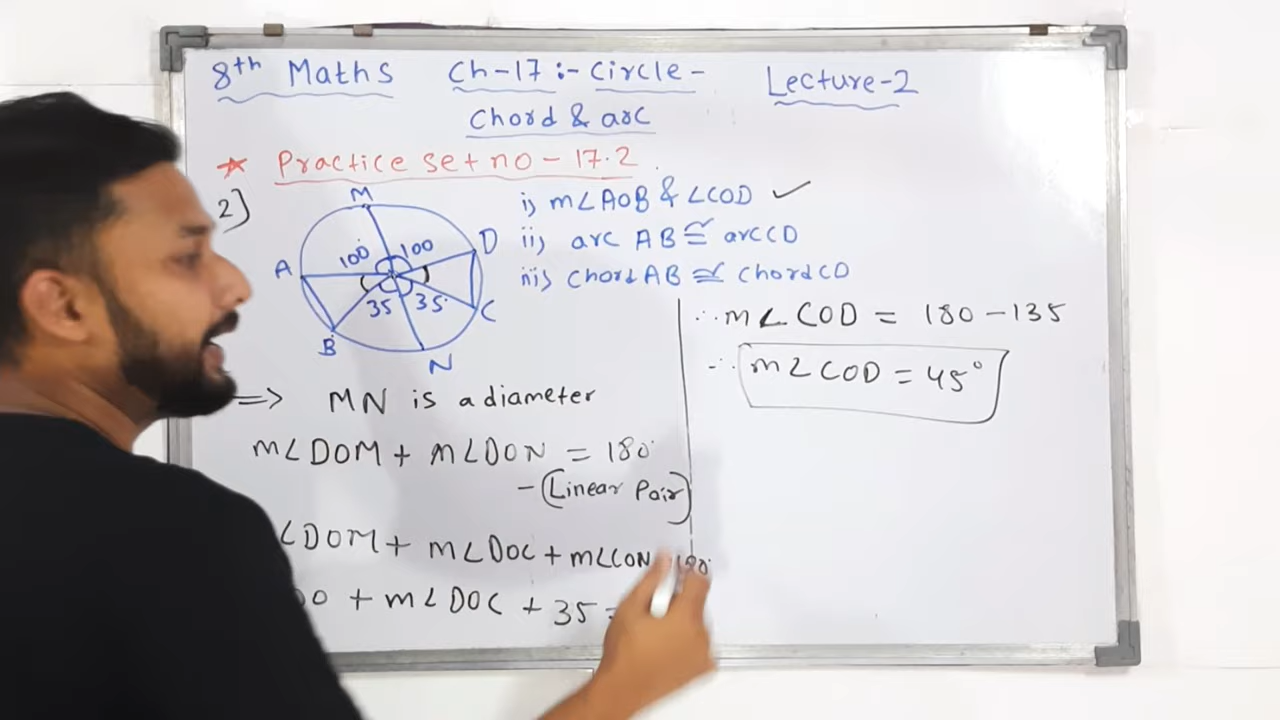 8th Maths Ch-17 :- Circle - Lecture-2
Chord & arc
* Practice set no - 17.2
2)
M
100° 100
A
D
35 35°
B
C
N
i) m∠AOB & ∠COD ✓
ii) arc AB ≅ arc CD
iii) Chord AB ≅ Chord CD
=> MN is a diameter
m∠DOM + m∠DON = 180°
- (Linear Pair)
∠DOM + m∠DOC + m∠CON 180°
+ m∠DOC + 35 =
∴ m∠COD = 180 - 135
∴ m∠COD = 45°